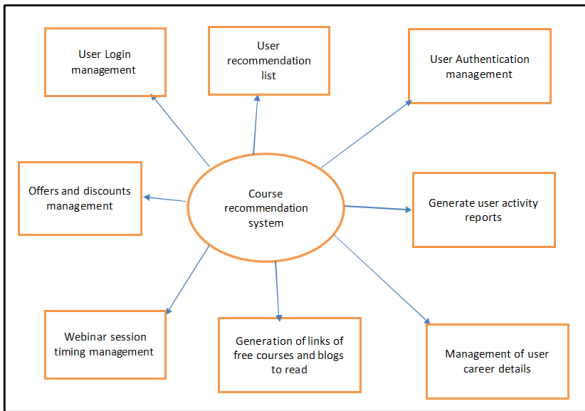 User Login
management
User
recommendation
list
User Authentication
management
Offers and discounts
management
Course
recommendation
system
Generate user activity
reports
Webinar session
timing management
Generation of links of
free courses and blogs
to read
Management of user
career details